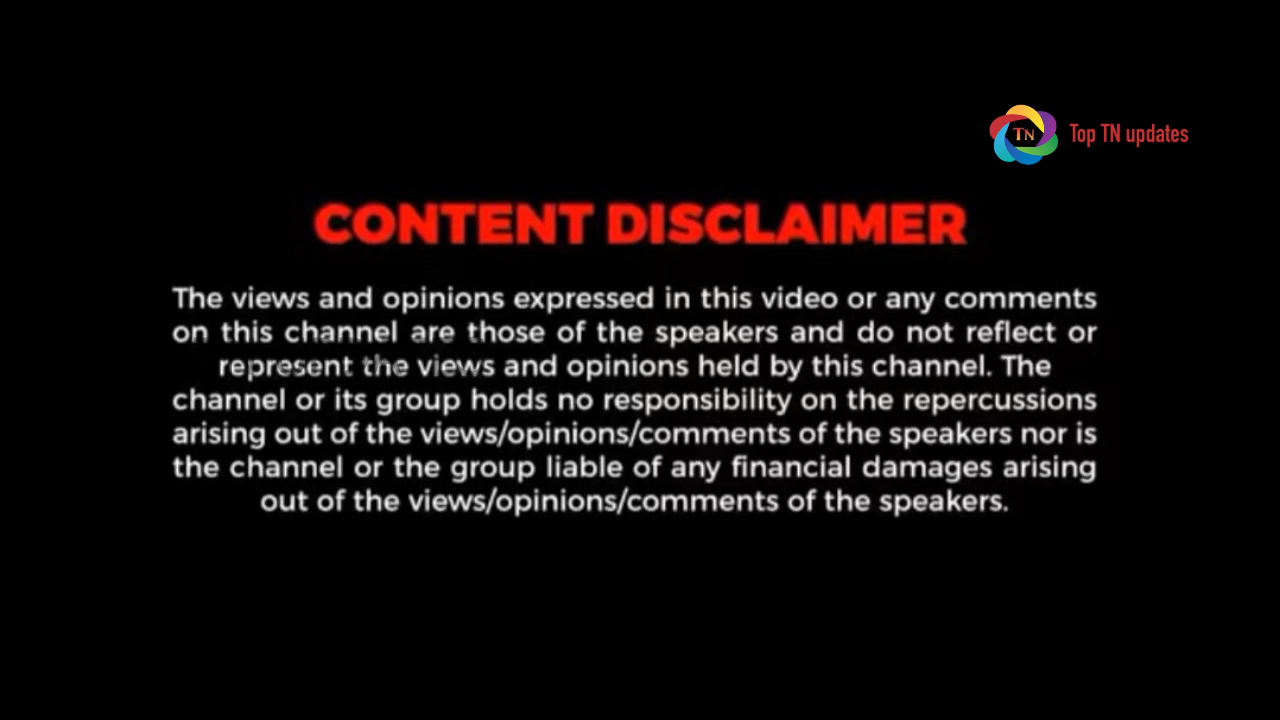 TN Top TN updates
CONTENT DISCLAIMER
The views and opinions expressed in this video or any comments
on this channel are those of the speakers and do not reflect or
represent the views and opinions held by this channel. The
channel or its group holds no responsibility on the repercussions
arising out of the views/opinions/comments of the speakers nor is
the channel or the group liable of any financial damages arising
out of the views/opinions/comments of the speakers.